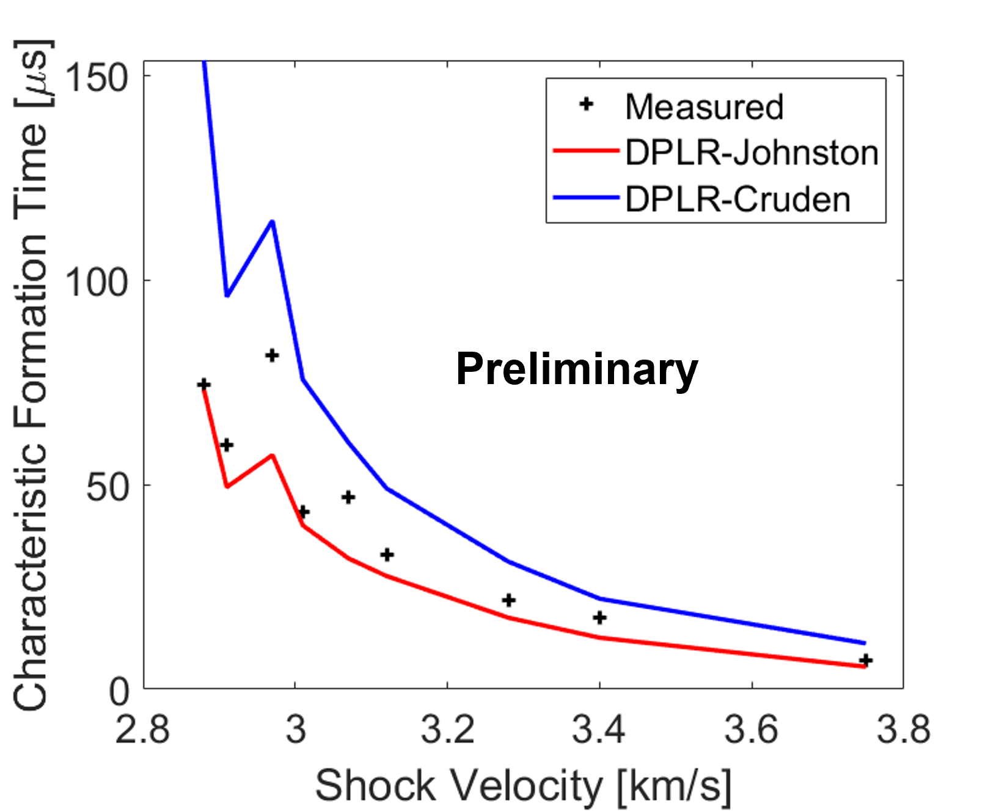 Characteristic Formation Time [μs]
150
100
50
0
Measured
DPLR-Johnston
DPLR-Cruden
Preliminary
2.8 3 3.2 3.4 3.6 3.8
Shock Velocity [km/s]